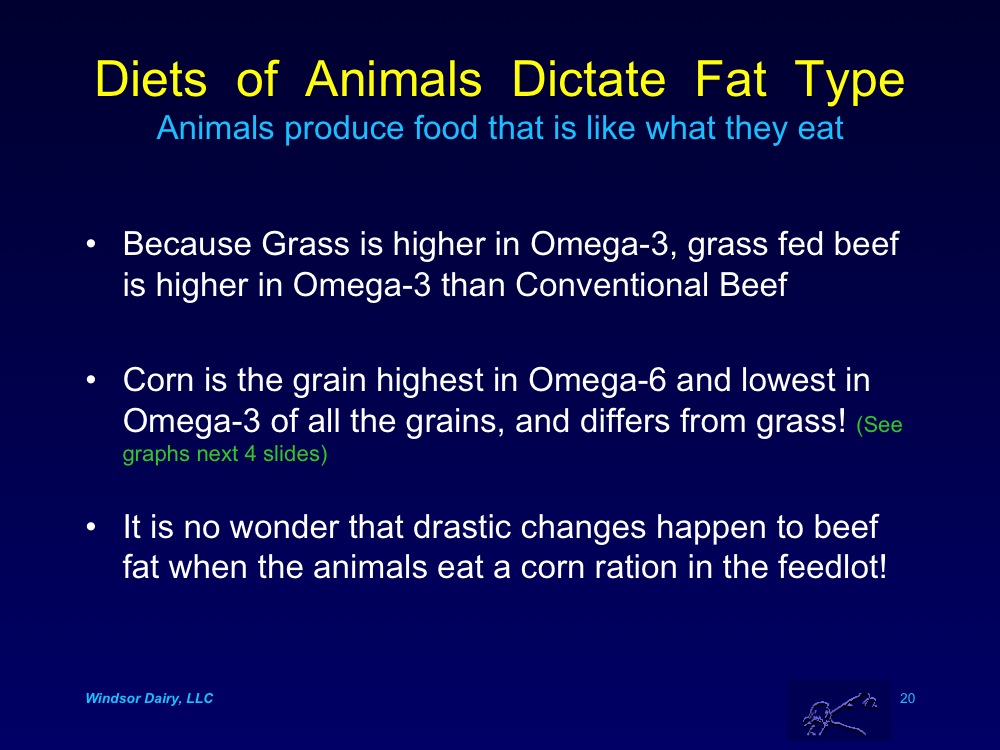 Diets of Animals Dictate Fat Type
Animals produce food that is like what they eat
• Because Grass is higher in Omega-3, grass fed beef
is higher in Omega-3 than Conventional Beef
• Corn is the grain highest in Omega-6 and lowest in
Omega-3 of all the grains, and differs from grass! (See
graphs next 4 slides)
• It is no wonder that drastic changes happen to beef
fat when the animals eat a corn ration in the feedlot!
Windsor Dairy, LLC
20